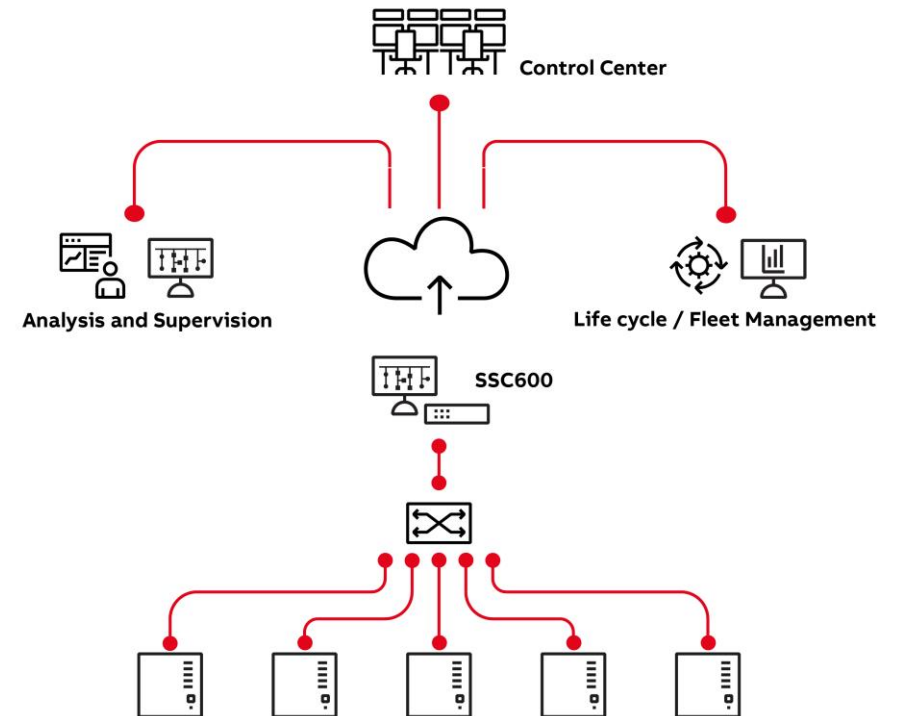 Control Center
Analysis and Supervision
Life cycle / Fleet Management
SSC600